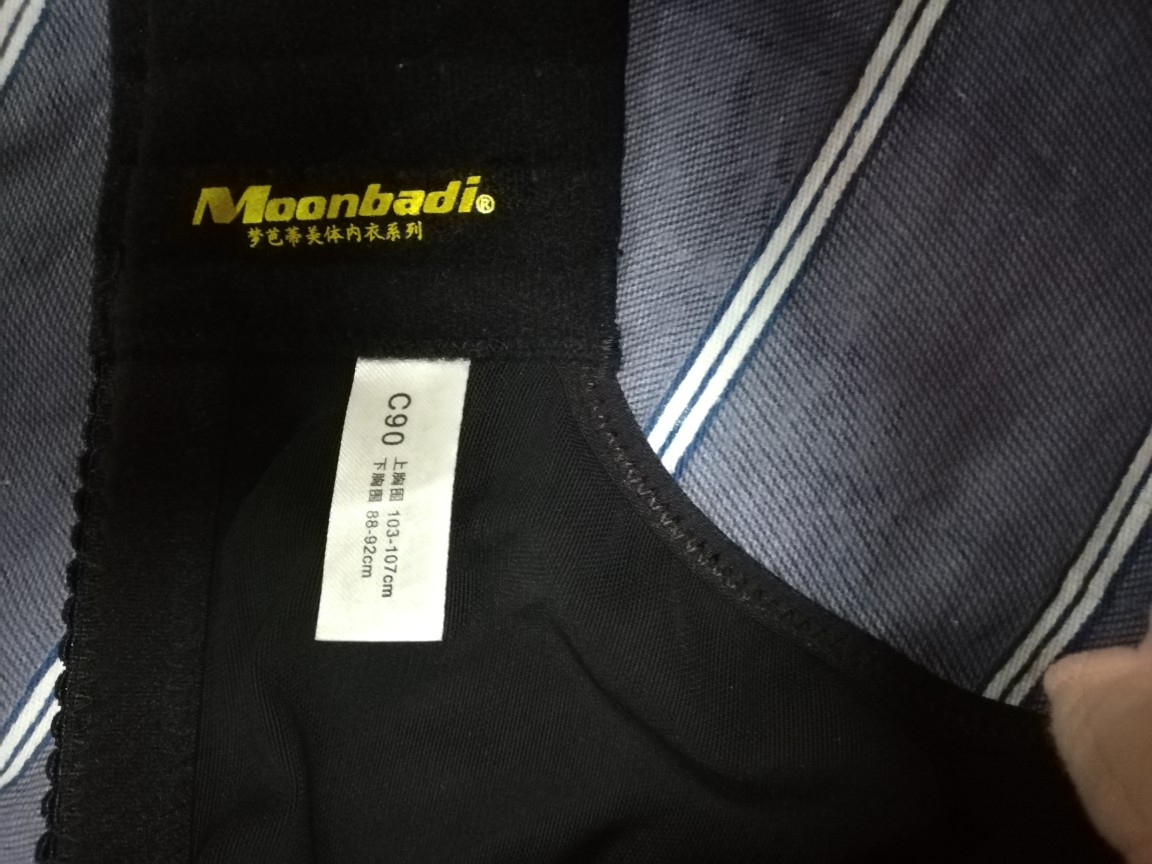 Moonbadi®
梦芭蒂美体内衣系列
C90
上胸围 103-107cm
下胸围 88-92cm